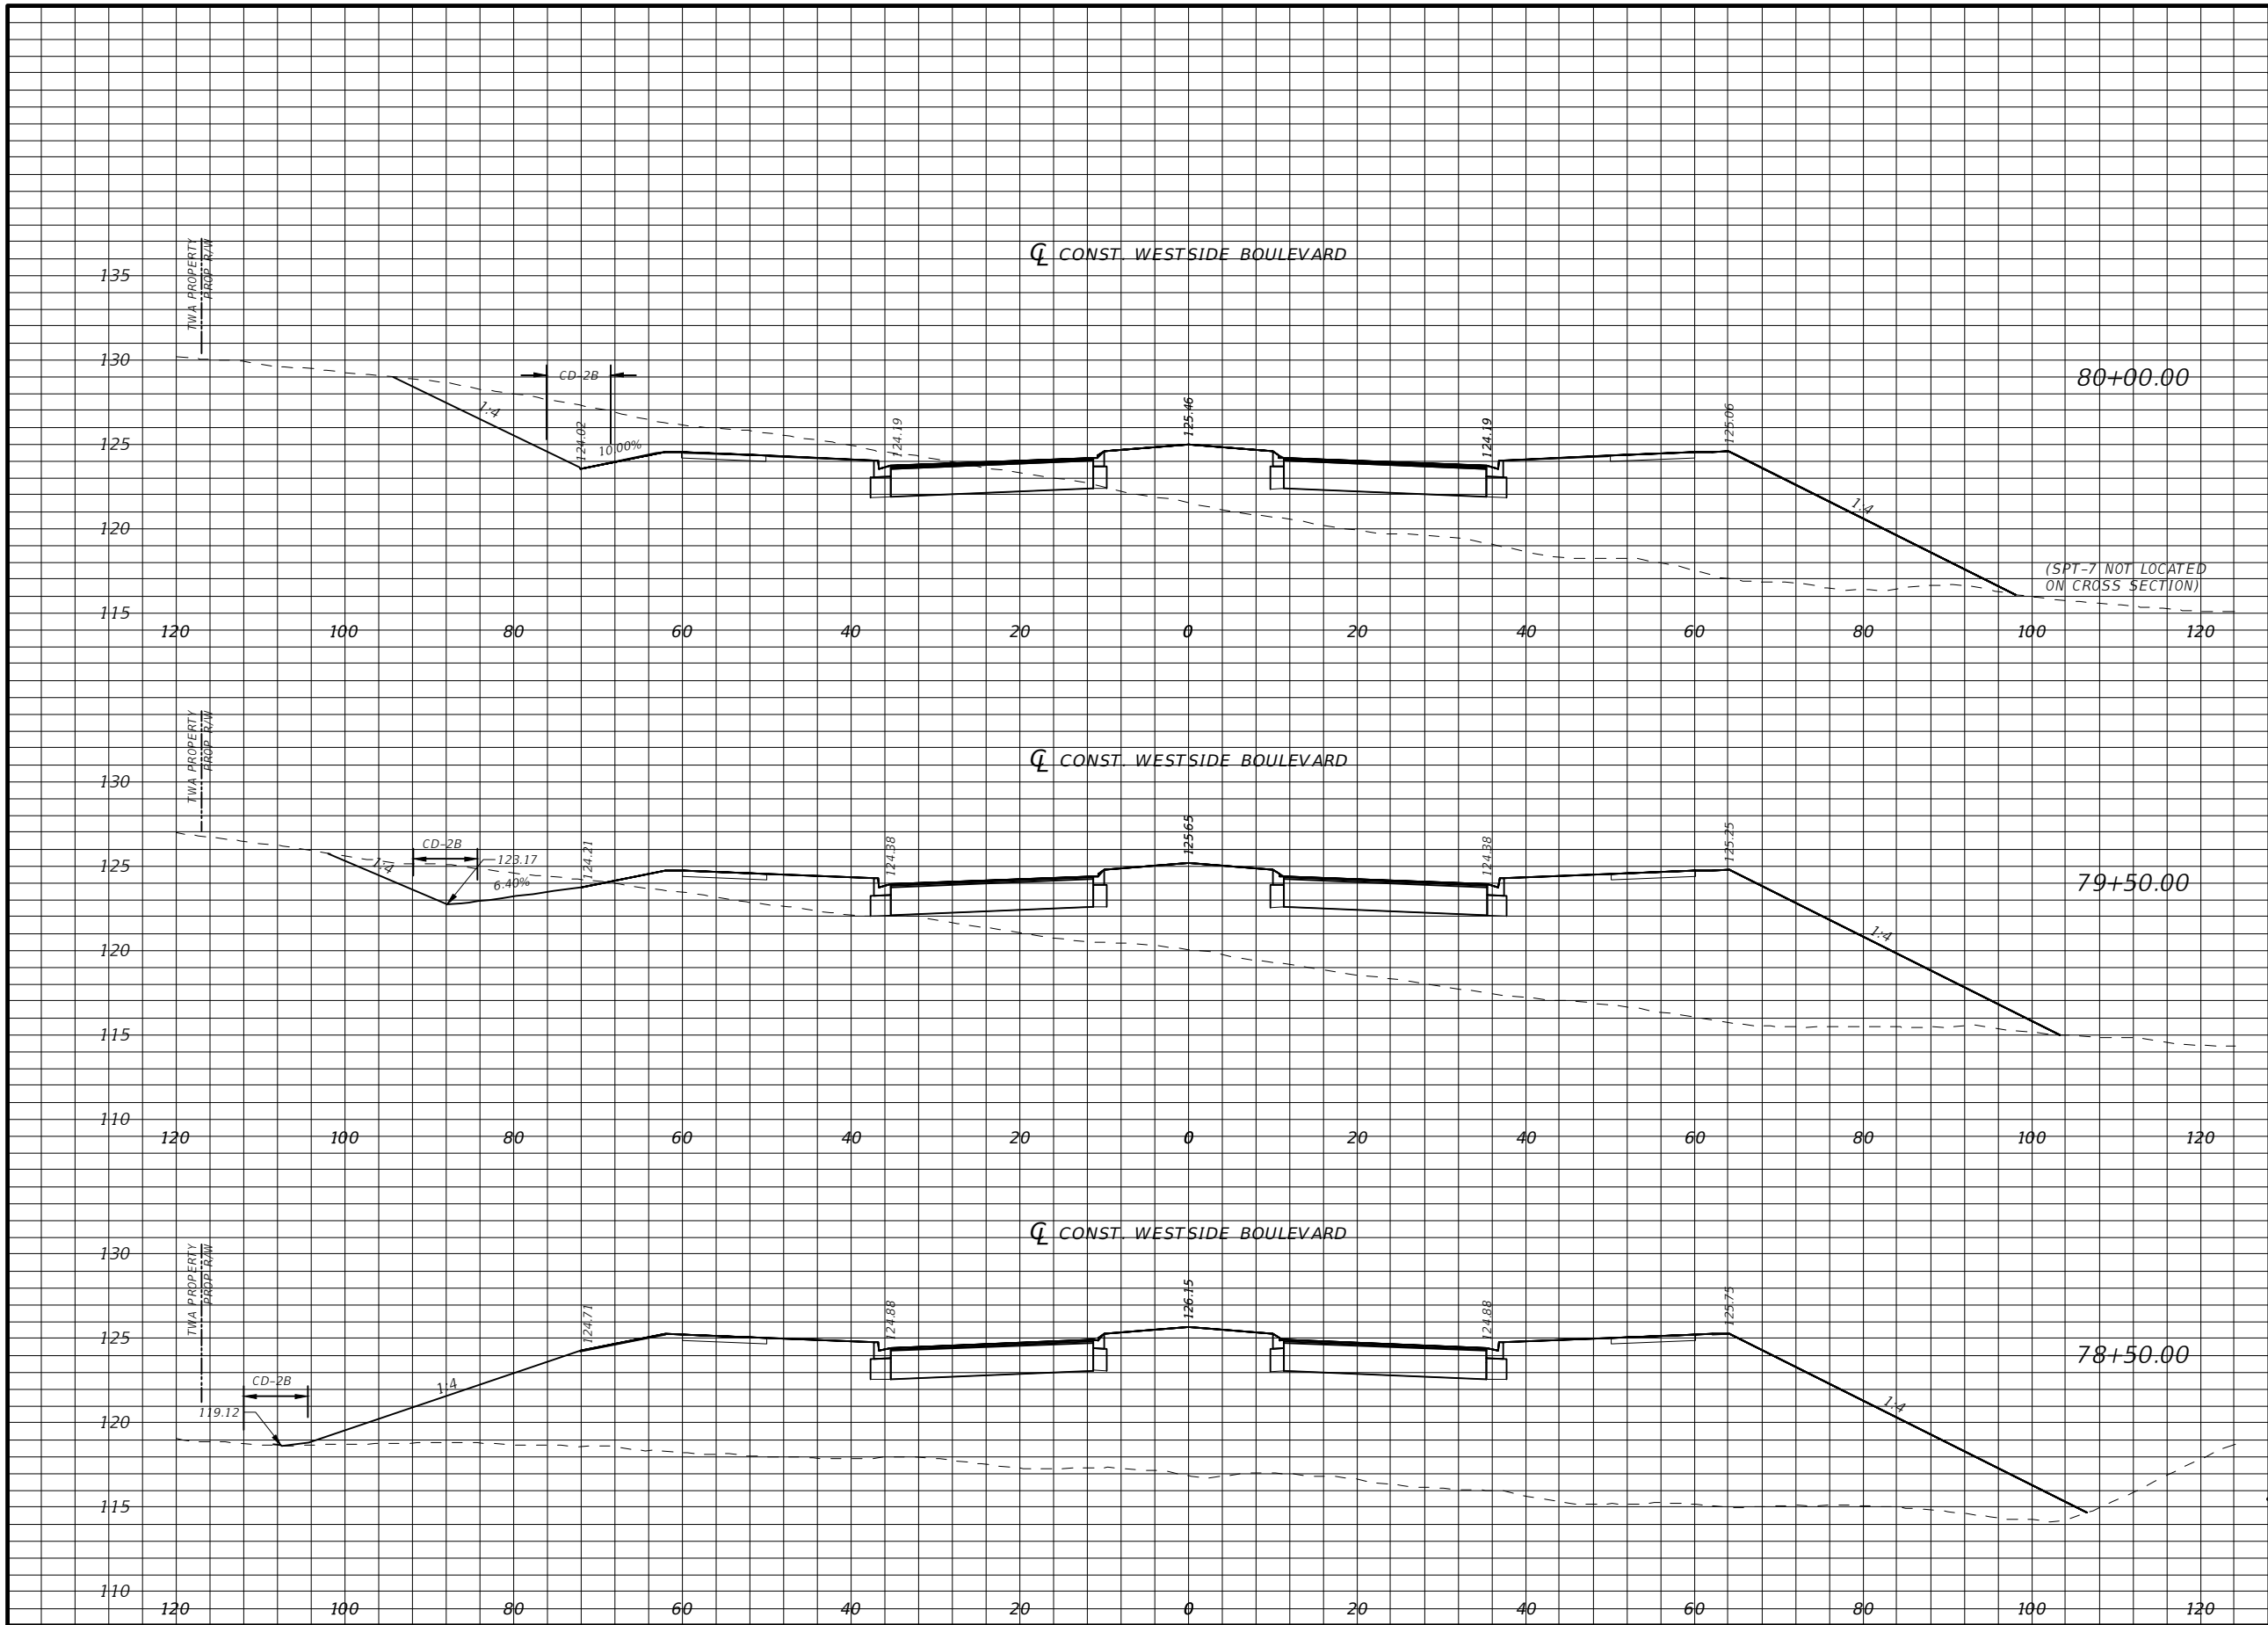 ℄ CONST. WESTSIDE BOULEVARD
TWA PROPERTY
PROP R/W
135
130
125
120
115
CD-2B
1:4
124.02
10.00%
124.19
125.46
124.19
125.06
1:4
80+00.00
(SPT-7 NOT LOCATED
ON CROSS SECTION)
120 100 80 60 40 20 0 20 40 60 80 100 120
℄ CONST. WESTSIDE BOULEVARD
TWA PROPERTY
PROP R/W
130
125
120
115
110
CD-2B
1:4
123.17
6.40%
124.21
124.38
125.65
124.38
125.25
1:4
79+50.00
120 100 80 60 40 20 0 20 40 60 80 100 120
℄ CONST. WESTSIDE BOULEVARD
TWA PROPERTY
PROP R/W
130
125
120
115
110
CD-2B
119.12
1:4
124.71
124.88
126.15
124.88
125.75
1:4
78+50.00
120 100 80 60 40 20 0 20 40 60 80 100 120